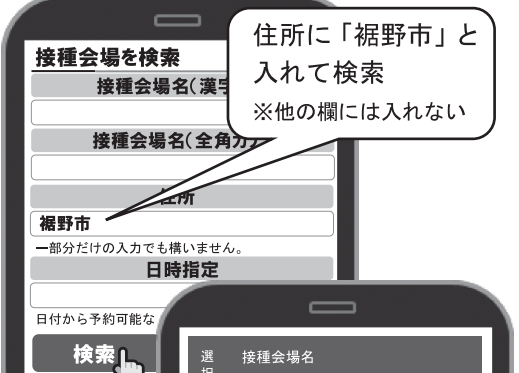 住所に「裾野市」と
入れて検索
※他の欄には入れない
接種会場を検索
接種会場名(漢字
接種会場名(全角カ
住所
裾野市
一部分だけの入力でも構いません。
日時指定
日付から予約可能な
検索
選 接種会場名